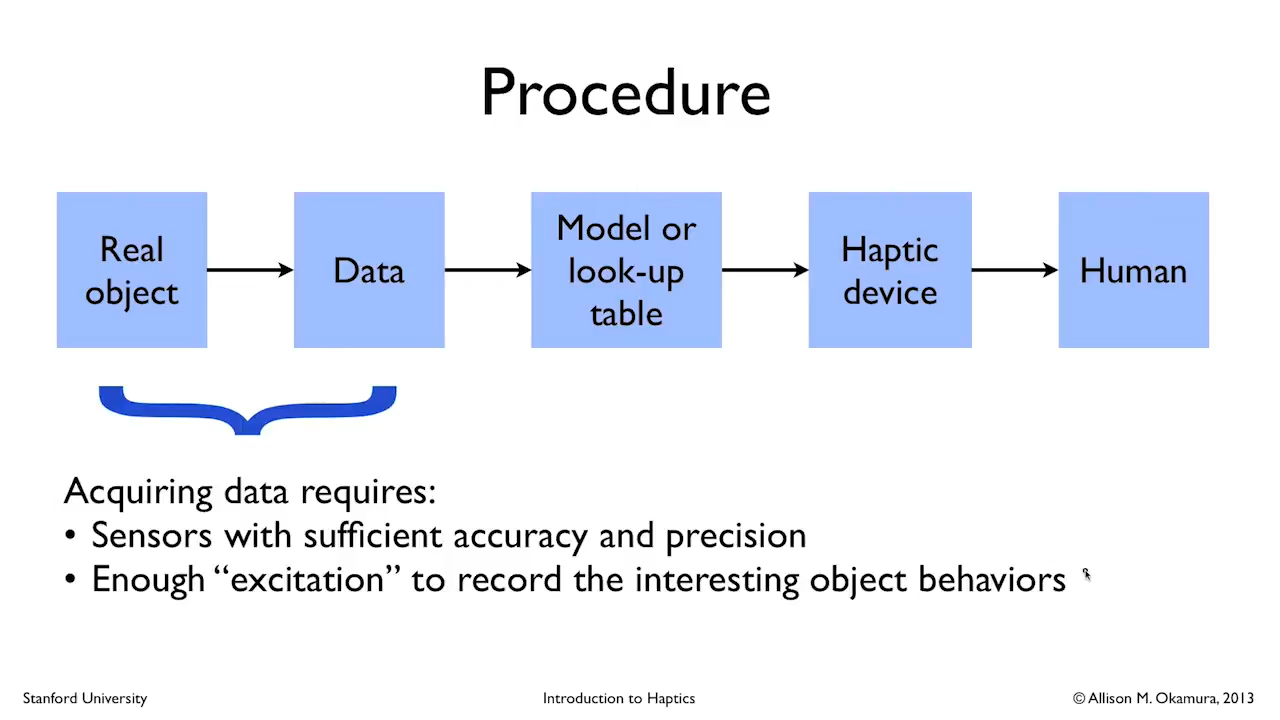 Procedure
Real
object
Data
Model or
look-up
table
Haptic
device
Human
Acquiring data requires:
• Sensors with sufficient accuracy and precision
• Enough “excitation” to record the interesting object behaviors
Stanford University
Introduction to Haptics
© Allison M. Okamura, 2013